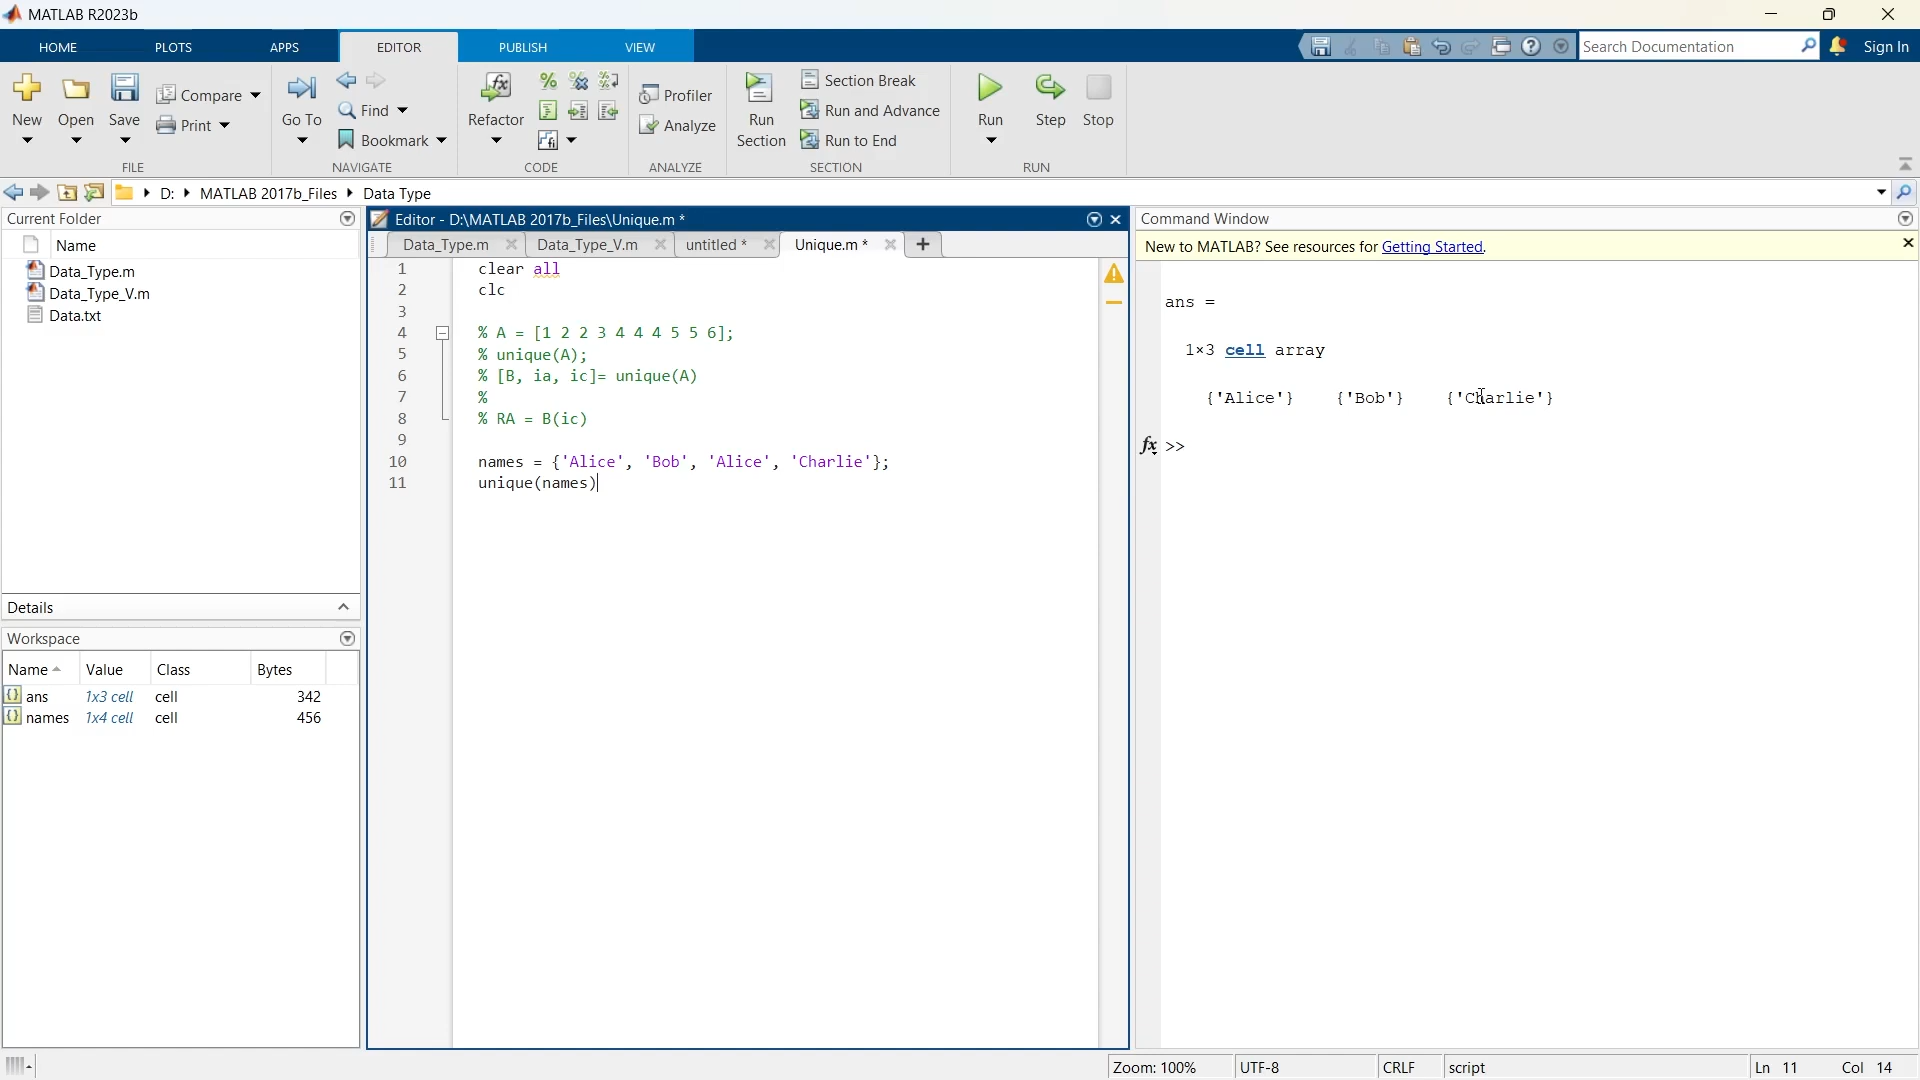 MATLAB R2023b
HOME PLOTS APPS EDITOR PUBLISH VIEW Search Documentation Sign In
New Open Save Compare Print
FILE
Go To Find Bookmark
NAVIGATE
Refactor
CODE
Profiler
Analyze
ANALYZE
Run Section
Section Break
Run and Advance
Run to End
SECTION
Run Step Stop
RUN
D: MATLAB 2017b_Files Data Type
Current Folder
Name
Data_Type.m
Data_Type_V.m
Data.txt
Details
Workspace
Name Value Class Bytes
ans 1x3 cell cell 342
names 1x4 cell cell 456
Editor - D:\MATLAB 2017b_Files\Unique.m *
Data_Type.m Data_Type_V.m untitled * Unique.m * +
1 clear all
2 clc
3
4 % A = [1 2 2 3 4 4 4 5 5 6];
5 % unique(A);
6 % [B, ia, ic]= unique(A)
7 %
8 % RA = B(ic)
9
10 names = {'Alice', 'Bob', 'Alice', 'Charlie'};
11 unique(names)
Command Window
New to MATLAB? See resources for Getting Started.
ans =
1×3 cell array
{'Alice'} {'Bob'} {'Charlie'}
fx >>
Zoom: 100% UTF-8 CRLF script Ln 11 Col 14